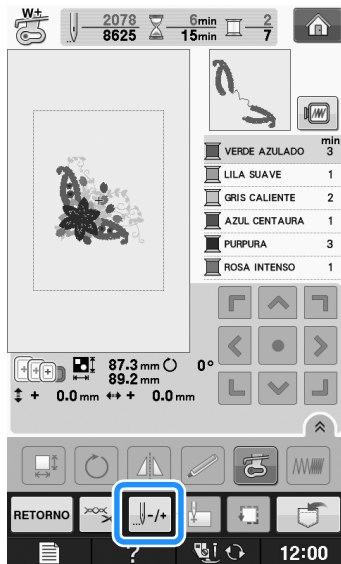 W+
2078 6min 2
8625 15min 7
min
VERDE AZULADO 3
LILA SUAVE 1
GRIS CALIENTE 2
AZUL CENTAURA 1
PURPURA 3
ROSA INTENSO 1
87.3 mm 0°
89.2 mm
+ 0.0 mm + 0.0 mm
RETORNO -/+
? 12:00